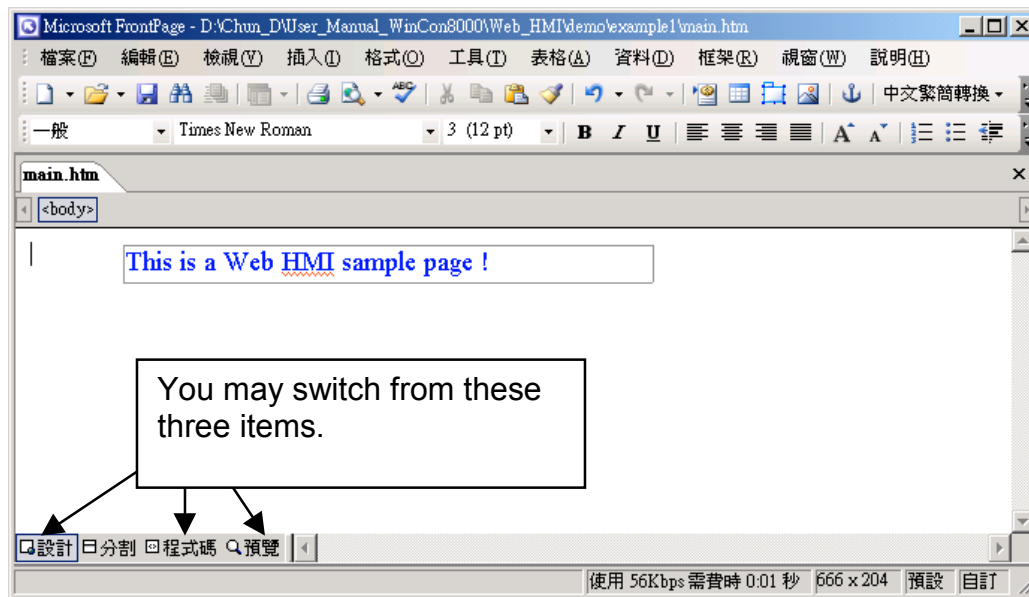 Microsoft FrontPage - D:\Chun_D\User_Manual_WinCon8000\Web_HMI\demo\example1\main.htm
檔案(F) 編輯(E) 檢視(V) 插入(I) 格式(O) 工具(T) 表格(A) 資料(D) 框架(R) 視窗(W) 說明(H)
ABC 中文繁簡轉換
一般 Times New Roman 3 (12 pt) B I U A A
main.htm
<body>
This is a Web HMI sample page !
You may switch from these
three items.
設計 分割 程式碼 預覽
使用 56Kbps 需費時 0:01 秒 666 x 204 預設 自訂